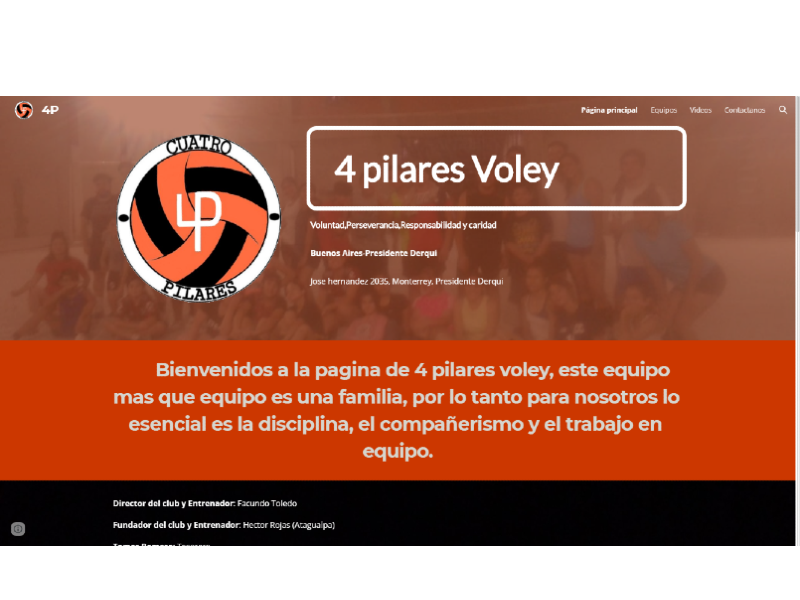 4P
Página principal Equipos Videos Contactanos
CUATRO
4P
PILARES
4 pilares Voley
Voluntad,Perseverancia,Responsabilidad y caridad
Buenos Aires-Presidente Derqui
Jose hernandez 2035, Monterrey, Presidente Derqui
Bienvenidos a la pagina de 4 pilares voley, este equipo
mas que equipo es una familia, por lo tanto para nosotros lo
esencial es la disciplina, el compañerismo y el trabajo en
equipo.
Director del club y Entrenador: Facundo Toledo
Fundador del club y Entrenador: Hector Rojas (Atagualpa)